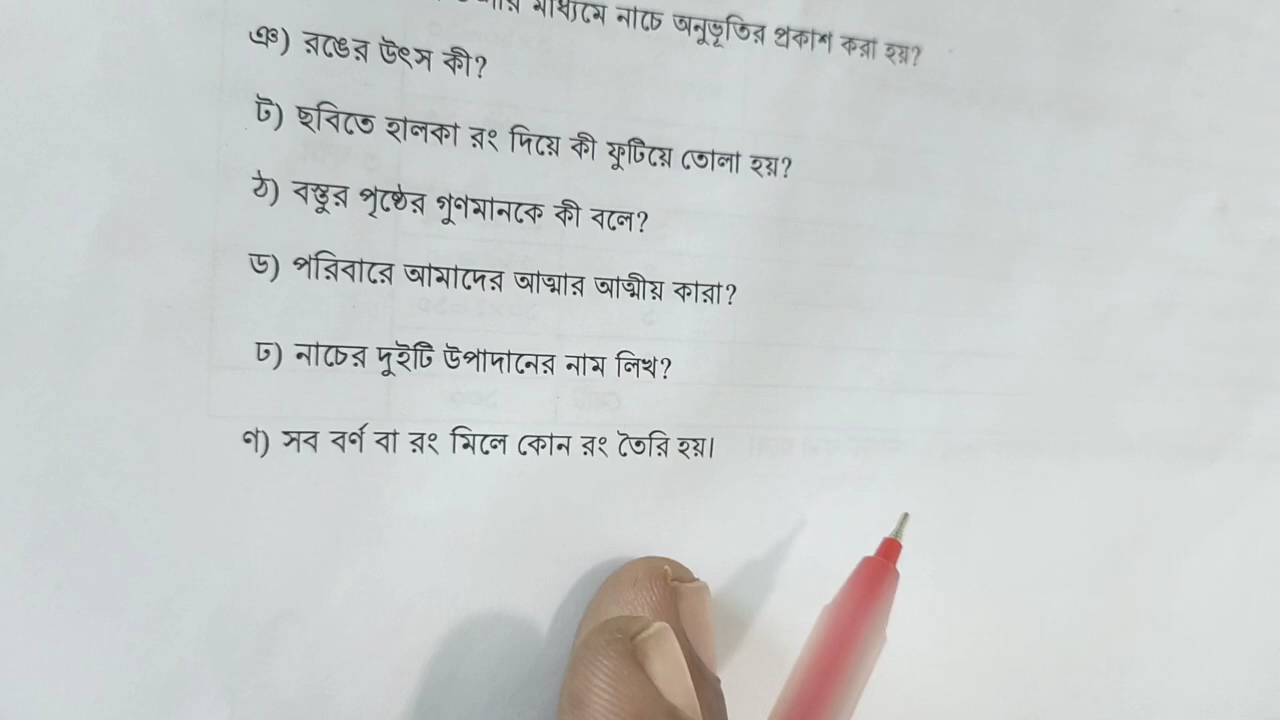 মাধ্যমে নাচে অনুভূতির প্রকাশ করা হয়?
ঞ) রঙের উৎস কী?
ট) ছবিতে হালকা রং দিয়ে কী ফুটিয়ে তোলা হয়?
ঠ) বস্তুর পৃষ্ঠের গুণমানকে কী বলে?
ড) পরিবারে আমাদের আত্মার আত্মীয় কারা?
ঢ) নাচের দুইটি উপাদানের নাম লিখ?
ণ) সব বর্ণ বা রং মিলে কোন রং তৈরি হয়।